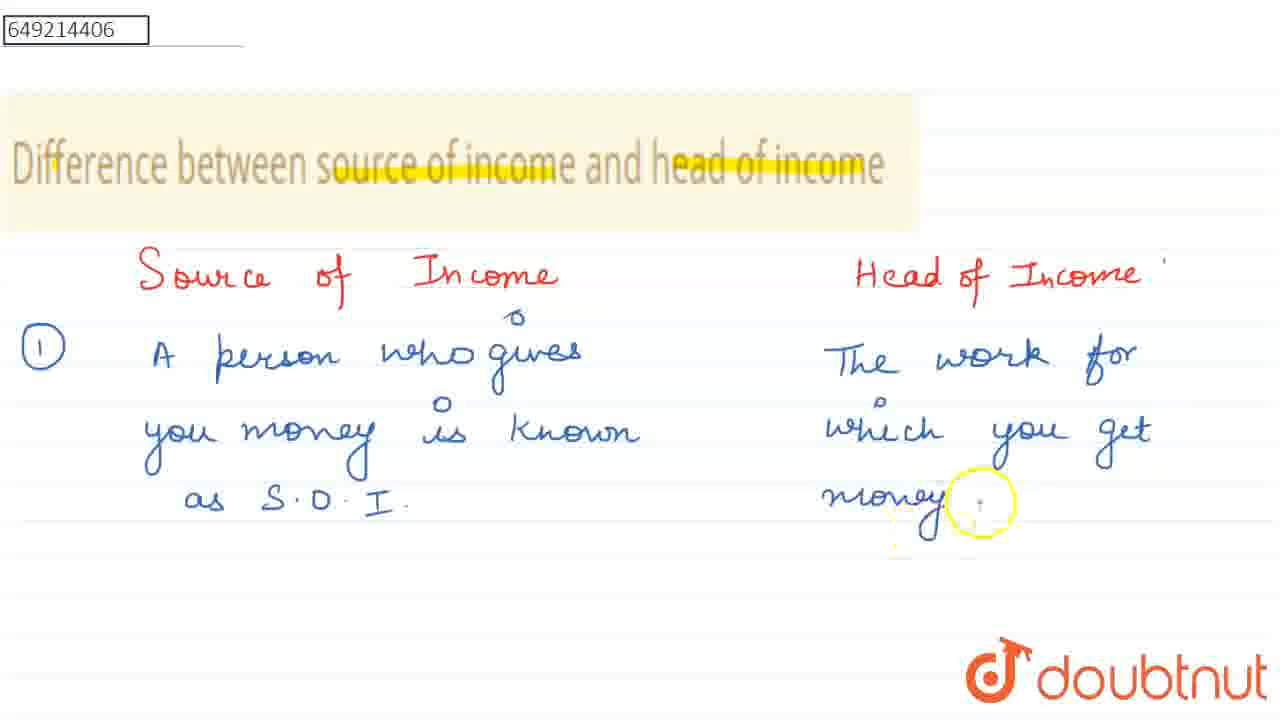 649214406
Difference between source of income and head of income
Source of Income
Head of Income
1
A person who gives
you money is known
as S.O.I.
The work for
which you get
money
doubtnut